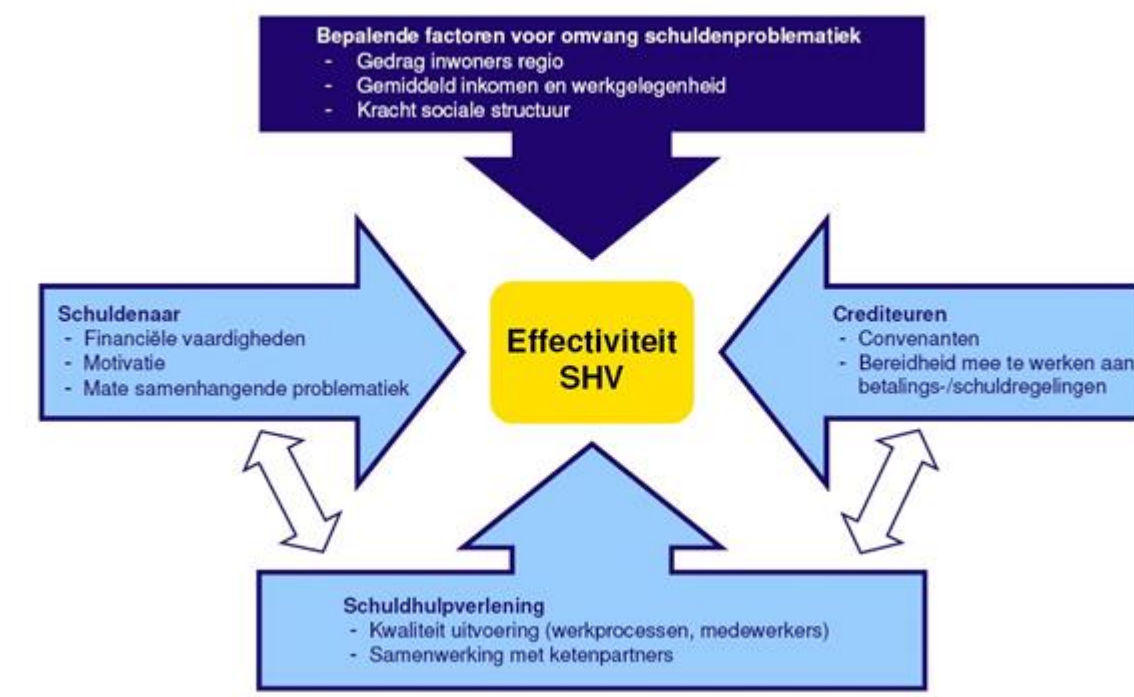 Bepalende factoren voor omvang schuldenproblematiek
- Gedrag inwoners regio
- Gemiddeld inkomen en werkgelegenheid
- Kracht sociale structuur
Schuldenaar
- Financiële vaardigheden
- Motivatie
- Mate samenhangende problematiek
Effectiviteit
SHV
Crediteuren
- Convenanten
- Bereidheid mee te werken aan
betalings-/schuldregelingen
Schuldhulpverlening
- Kwaliteit uitvoering (werkprocessen, medewerkers)
- Samenwerking met ketenpartners